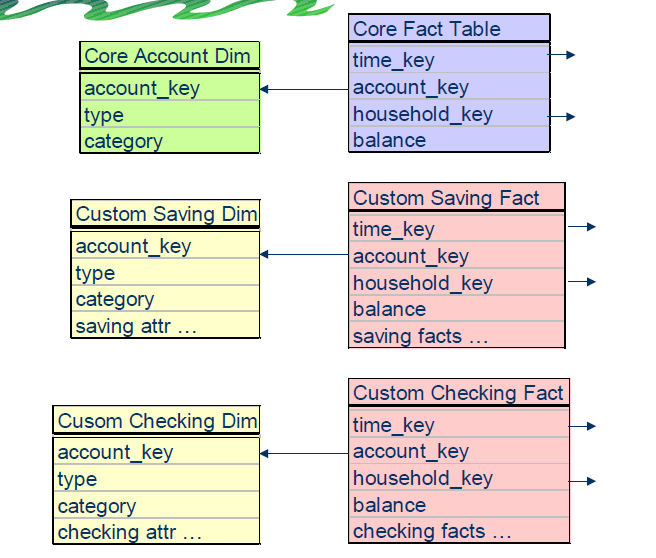 Core Account Dim
account_key
type
category
Core Fact Table
time_key
account_key
household_key
balance
Custom Saving Dim
account_key
type
category
saving attr …
Custom Saving Fact
time_key
account_key
household_key
balance
saving facts …
Cusom Checking Dim
account_key
type
category
checking attr …
Custom Checking Fact
time_key
account_key
household_key
balance
checking facts …